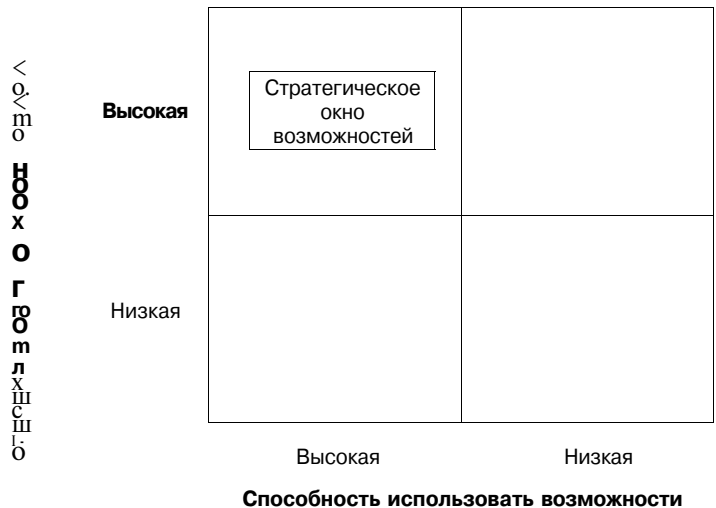 Высокая
Стратегическое
окно
возможностей
Низкая
Высокая Низкая
Способность использовать возможности